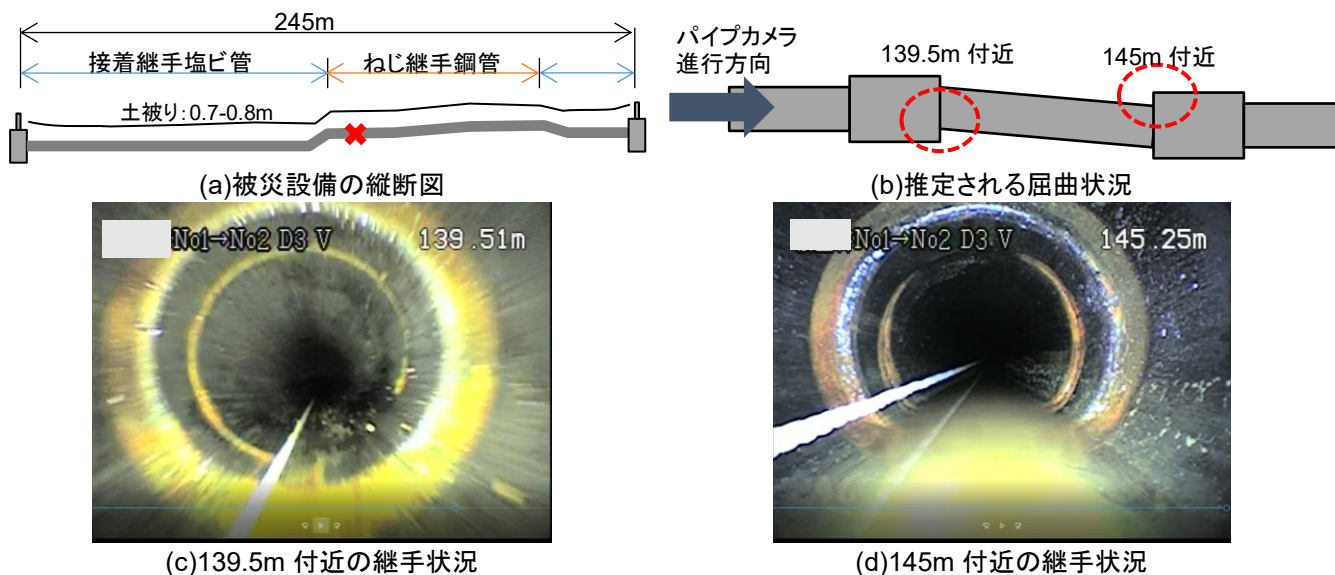 245m
接着継手塩ビ管
ねじ継手鋼管
土被り：0.7-0.8m
(a)被災設備の縦断図
パイプカメラ
進行方向
139.5m 付近
145m 付近
(b)推定される屈曲状況
No1→No2 D3 V
139.51m
(c)139.5m 付近の継手状況
No1→No2 D3 V
145.25m
(d)145m 付近の継手状況